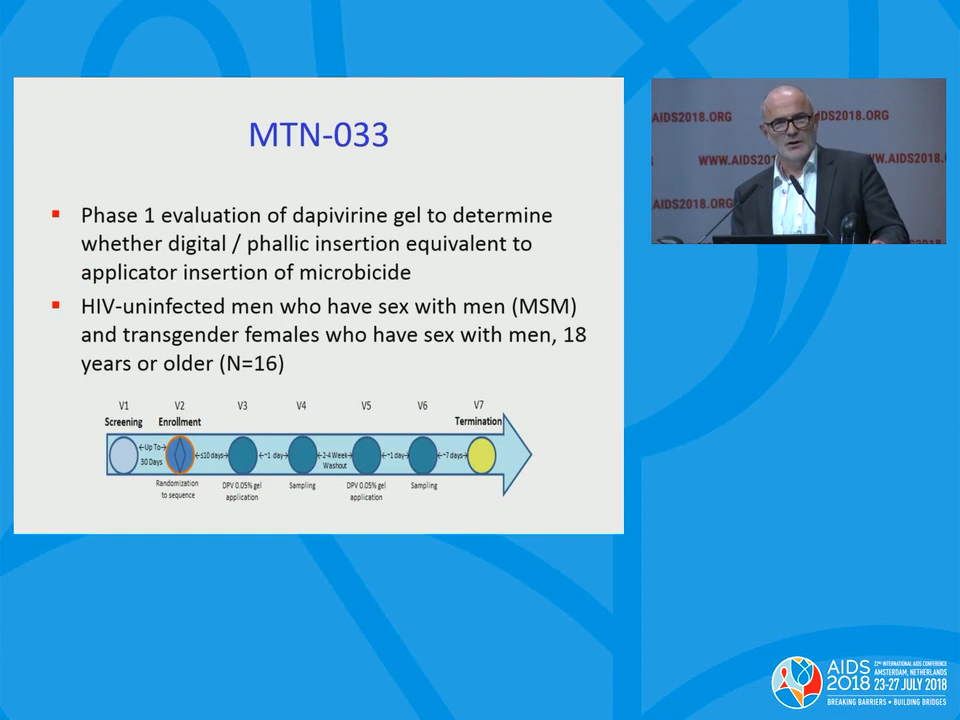 MTN-033
▪ Phase 1 evaluation of dapivirine gel to determine
whether digital / phallic insertion equivalent to
applicator insertion of microbicide
▪ HIV-uninfected men who have sex with men (MSM)
and transgender females who have sex with men, 18
years or older (N=16)
V1 V2 V3 V4 V5 V6 V7
Screening Enrollment Termination
Up To
30 Days
≤10 days
~1 day
2-4 Week
Washout
~1 day
~7 days
Randomization
to sequence
DPV 0.05% gel
application
Sampling
DPV 0.05% gel
application
Sampling
AIDS2018.ORG
DS2018.ORG
WWW.AIDS20
W.AIDS2018.
AIDS2018.ORG
AIDS 2018
22ND INTERNATIONAL AIDS CONFERENCE
AMSTERDAM, NETHERLANDS
23-27 JULY 2018
BREAKING BARRIERS • BUILDING BRIDGES